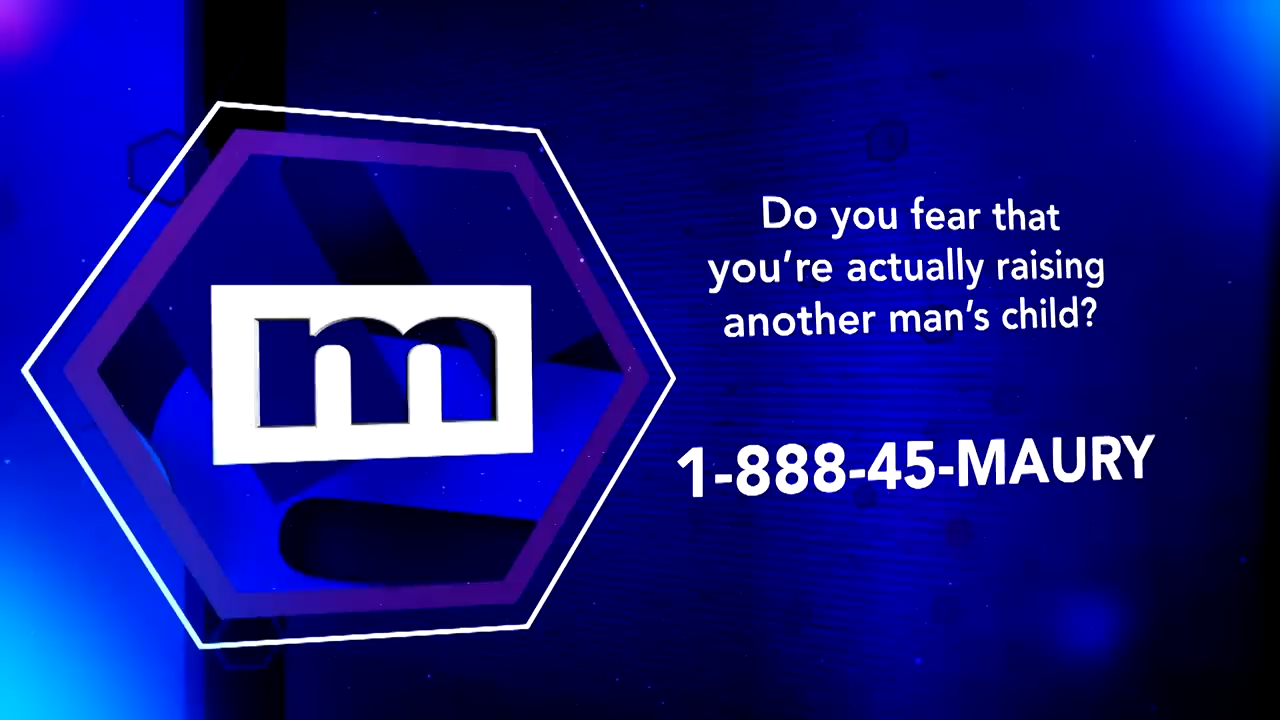 m
Do you fear that
you're actually raising
another man's child?
1-888-45-MAURY